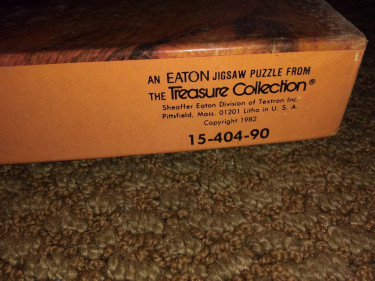 AN EATON JIGSAW PUZZLE FROM
THE Treasure Collection®
Sheaffer Eaton Division of Textron Inc.
Pittsfield, Mass. 01201 Litho in U. S. A.
Copyright 1982
15-404-90